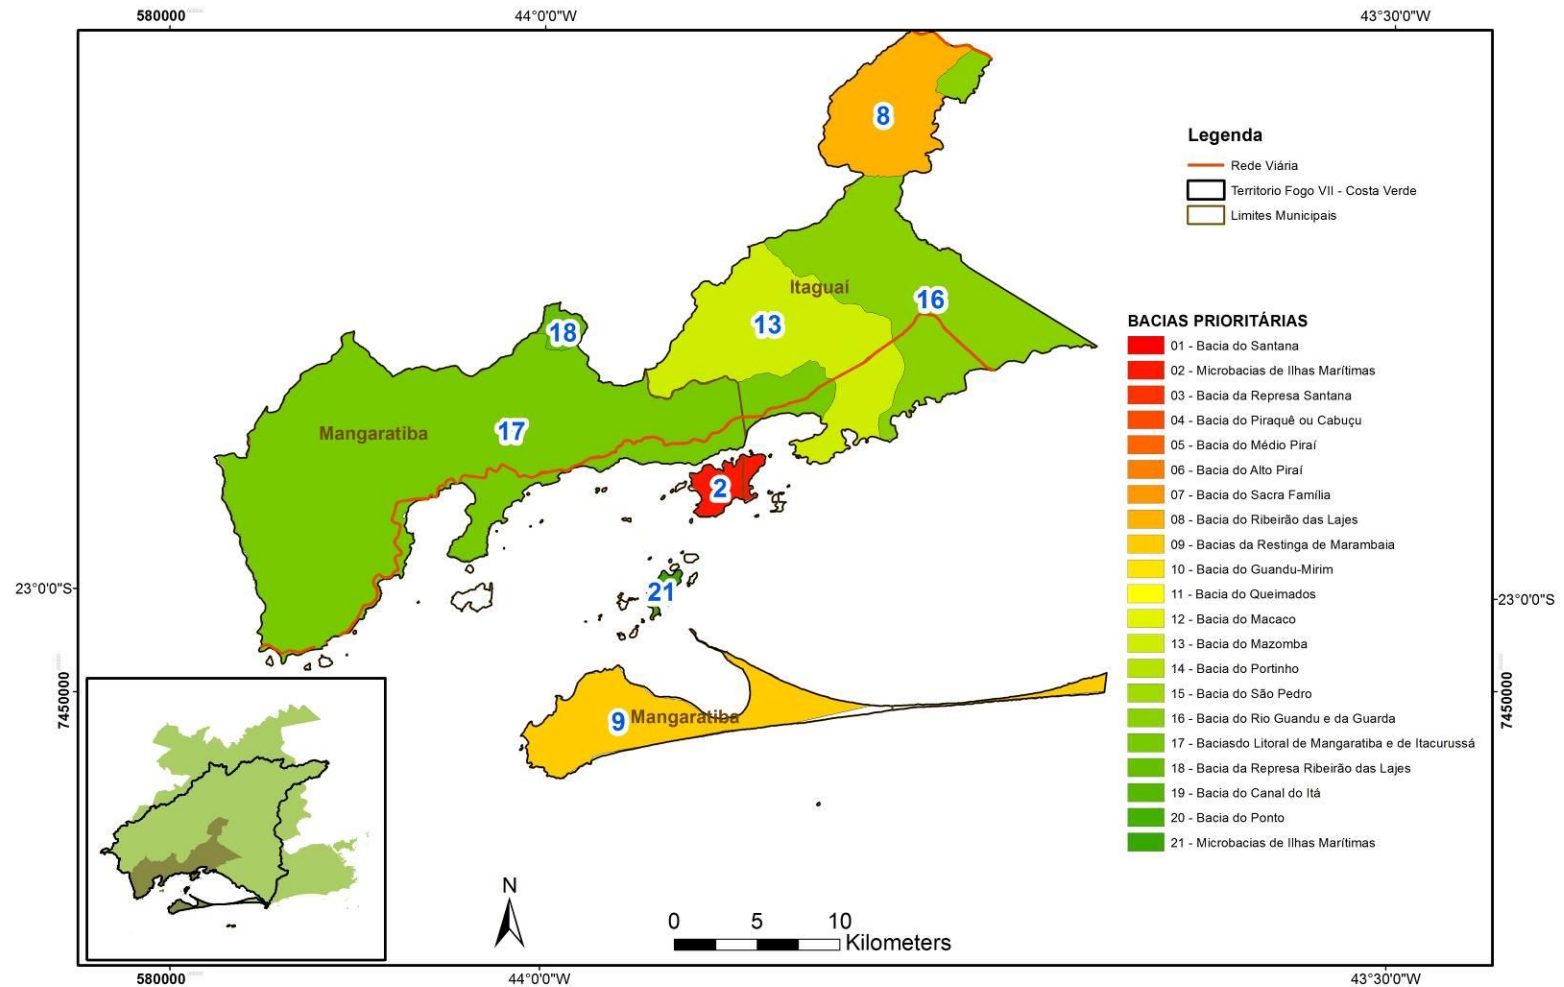 580000
44°0'0"W
43°30'0"W
8
Legenda
Rede Viária
Territorio Fogo VII - Costa Verde
Limites Municipais
Itaguaí
16
13
18
BACIAS PRIORITÁRIAS
01 - Bacia do Santana
02 - Microbacias de Ilhas Marítimas
03 - Bacia da Represa Santana
04 - Bacia do Piraquê ou Cabuçu
05 - Bacia do Médio Piraí
06 - Bacia do Alto Piraí
07 - Bacia do Sacra Família
08 - Bacia do Ribeirão das Lajes
09 - Bacias da Restinga de Marambaia
10 - Bacia do Guandu-Mirim
11 - Bacia do Queimados
12 - Bacia do Macaco
13 - Bacia do Mazomba
14 - Bacia do Portinho
15 - Bacia do São Pedro
16 - Bacia do Rio Guandu e da Guarda
17 - Baciasdo Litoral de Mangaratiba e de Itacurussá
18 - Bacia da Represa Ribeirão das Lajes
19 - Bacia do Canal do Itá
20 - Bacia do Ponto
21 - Microbacias de Ilhas Marítimas
Mangaratiba
17
2
23°0'0"S
21
23°0'0"S
7450000
9
Mangaratiba
7450000
N
0 5 10
Kilometers
580000
44°0'0"W
43°30'0"W